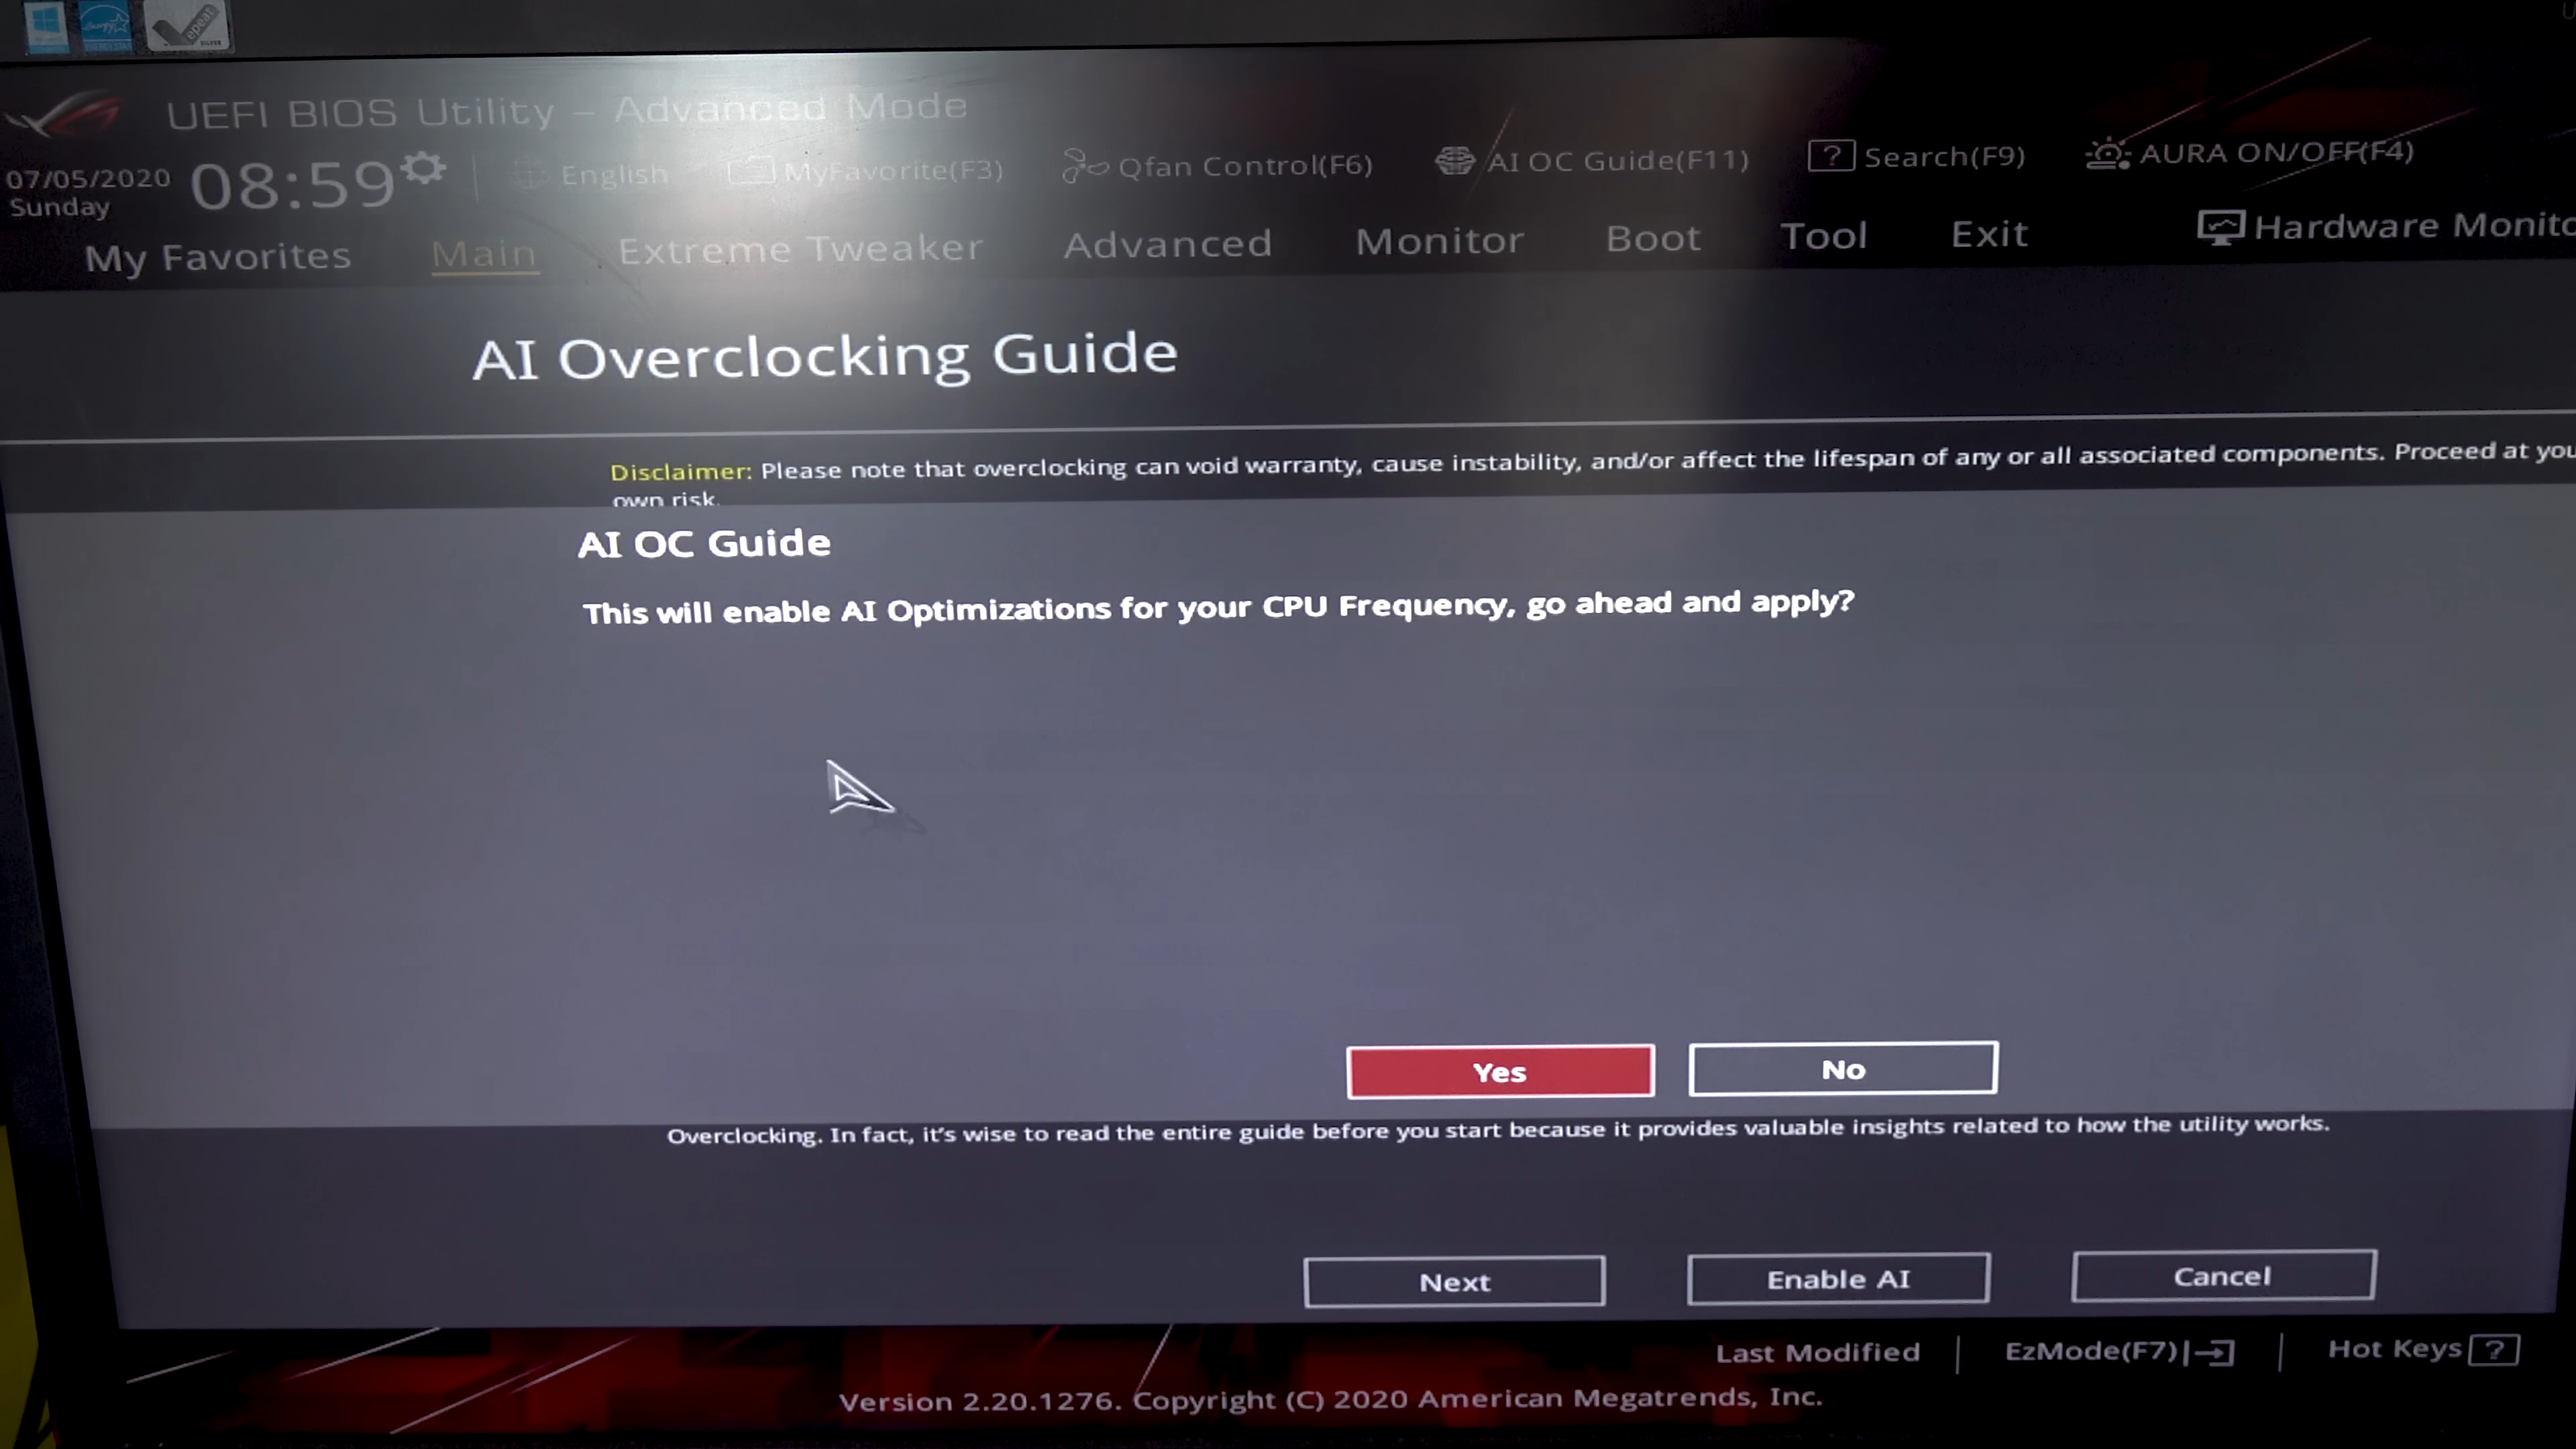 epeat
UEFI BIOS Utility – Advanced Mode
07/05/2020
Sunday
08:59
English
MyFavorite(F3)
Qfan Control(F6)
AI OC Guide(F11)
Search(F9)
AURA ON/OFF(F4)
My Favorites
Main
Extreme Tweaker
Advanced
Monitor
Boot
Tool
Exit
Hardware Monito
AI Overclocking Guide
Disclaimer: Please note that overclocking can void warranty, cause instability, and/or affect the lifespan of any or all associated components. Proceed at you
own risk.
AI OC Guide
This will enable AI Optimizations for your CPU Frequency, go ahead and apply?
Yes
No
Overclocking. In fact, it's wise to read the entire guide before you start because it provides valuable insights related to how the utility works.
Next
Enable AI
Cancel
Last Modified
EzMode(F7)
Hot Keys ?
Version 2.20.1276. Copyright (C) 2020 American Megatrends, Inc.